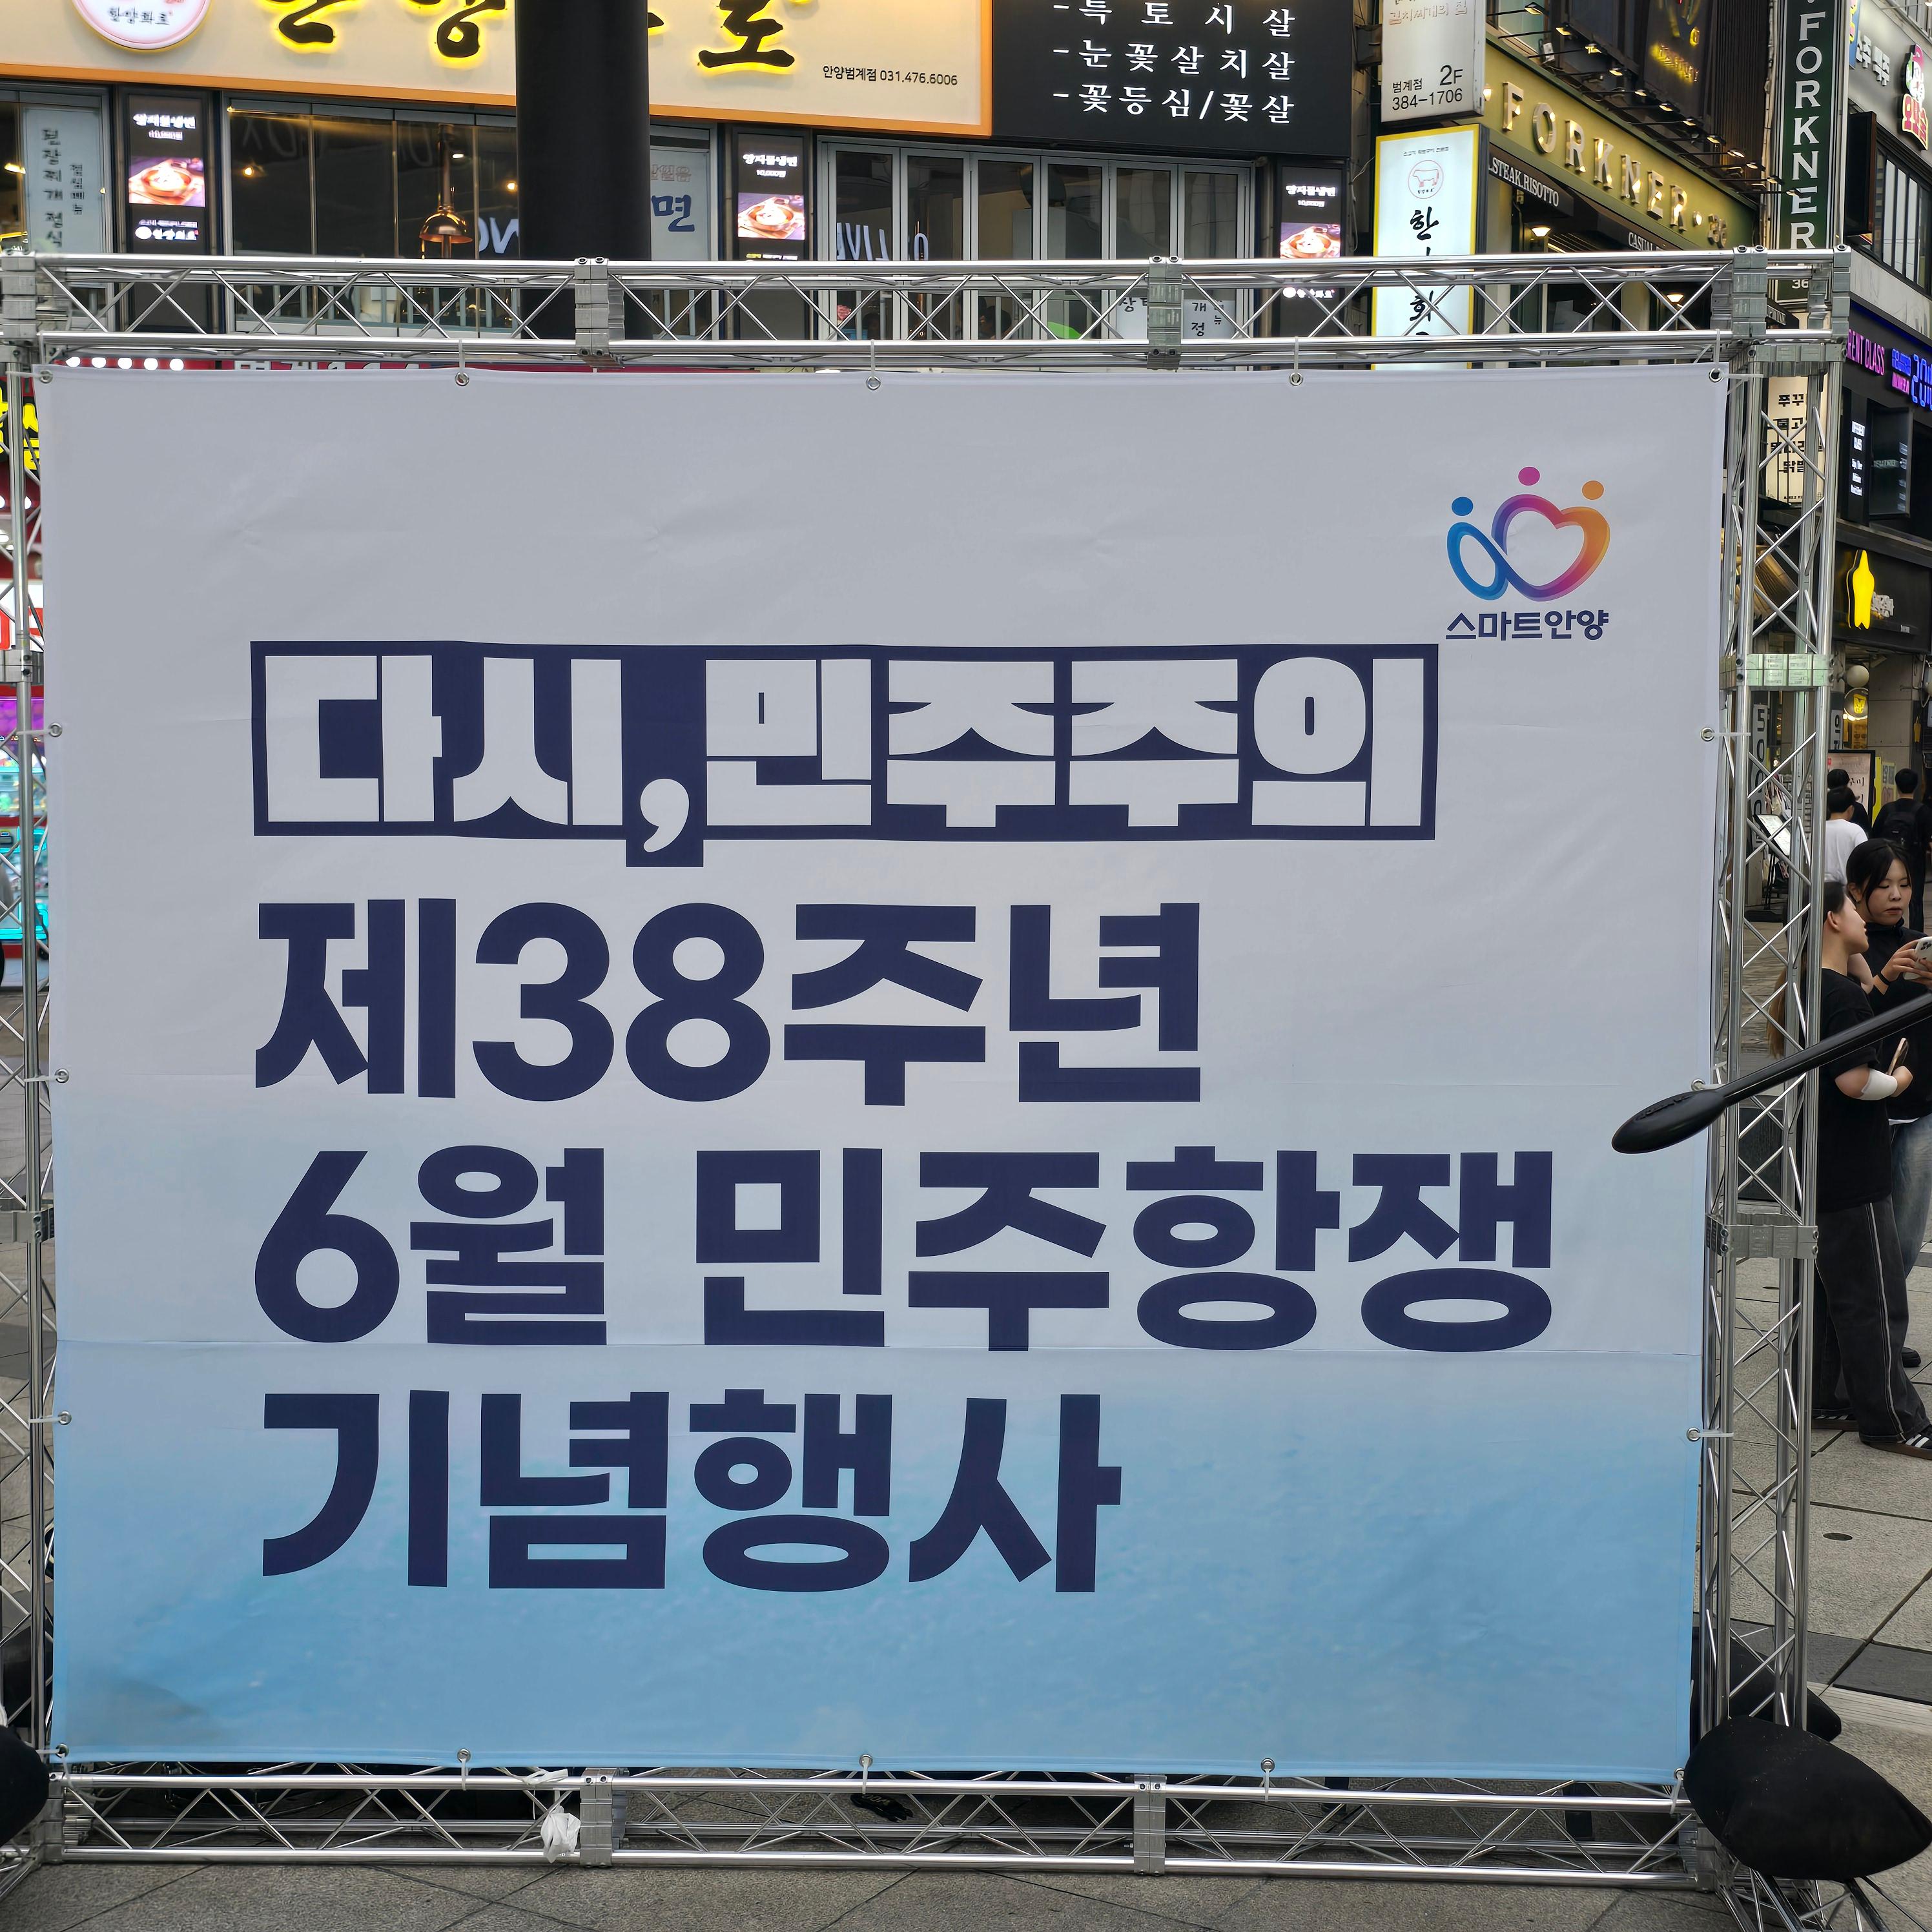 안양범계점 031.476.6006
-특토시살
-눈꽃살치살
-꽃등심/꽃살
범계점 2F
384-1706
FORKNER
STEAK.RISOTTO
FORKNER
스마트안양
다시, 민주주의
제38주년
6월 민주항쟁
기념행사